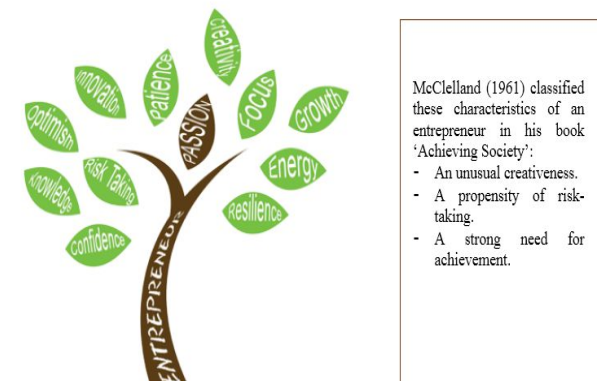 creativity
innovation
Patience
Focus
Growth
Optimism
PASSION
Risk Taking
Energy
knowledge
Resilience
confidence
ENTREPRENEUR
McClelland (1961) classified
these characteristics of an
entrepreneur in his book
‘Achieving Society’:
- An unusual creativeness.
- A propensity of risk-
taking.
- A strong need for
achievement.